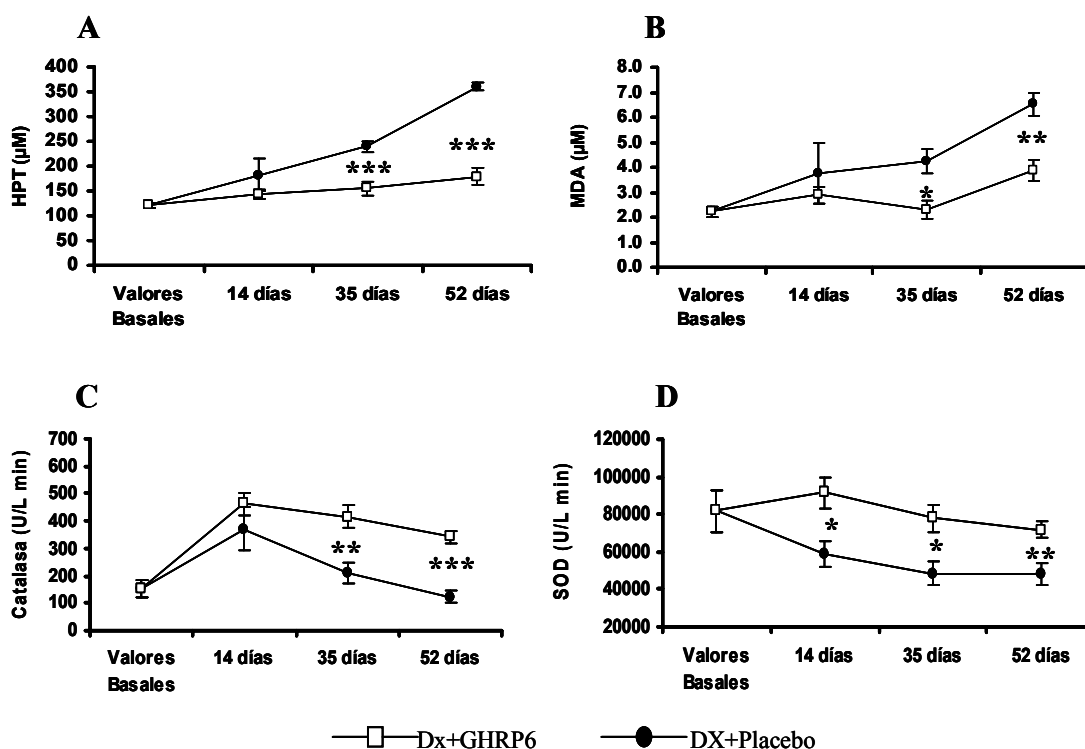 A
HPT (µM)
400
350
300
250
200
150
100
50
0
***
***
Valores Basales
14 días
35 días
52 días
B
MDA (µM)
8.0
7.0
6.0
5.0
4.0
3.0
2.0
1.0
0.0
*
**
Valores Basales
14 días
35 días
52 días
C
Catalasa (U/L min)
700
600
500
400
300
200
100
0
**
***
Valores Basales
14 días
35 días
52 días
D
SOD (U/L min)
120000
100000
80000
60000
40000
20000
*
*
**
Valores Basales
14 días
35 días
52 días
Dx+GHRP6
DX+Placebo